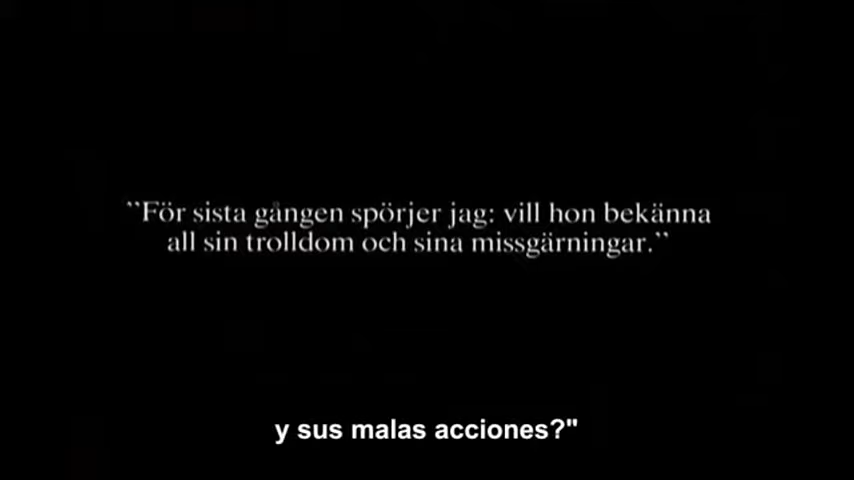 ”För sista gången spörjer jag: vill hon bekänna
all sin trolldom och sina missgärningar.”
y sus malas acciones?"